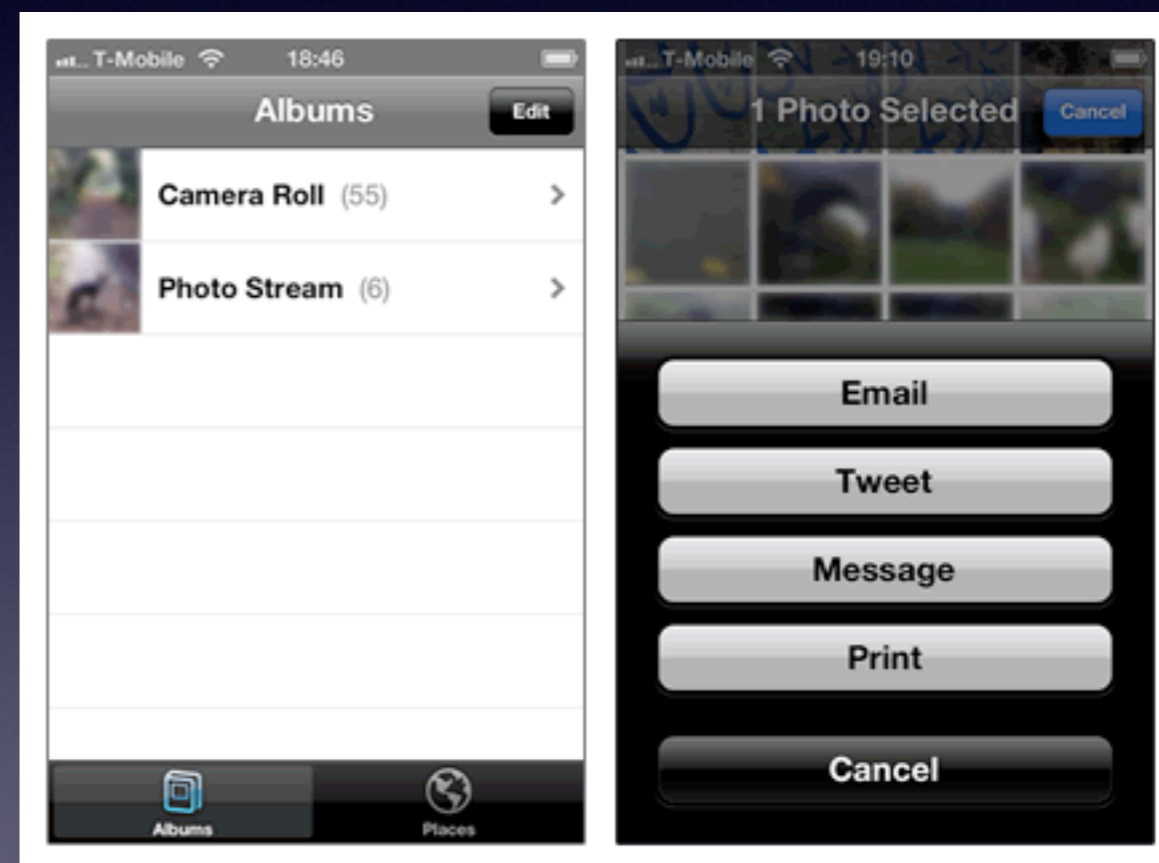 T-Mobile 18:46
Albums Edit
Camera Roll (55)
Photo Stream (6)
Albums Places
T-Mobile 19:10
1 Photo Selected Cancel
Email
Tweet
Message
Print
Cancel